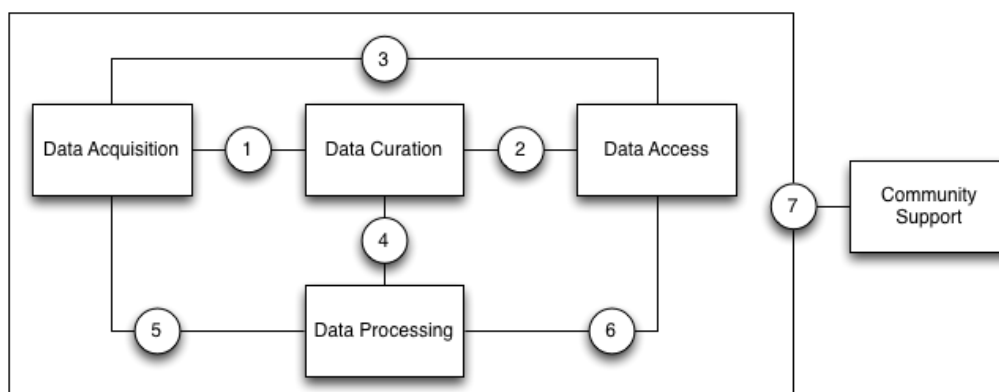 3
Data Acquisition
1
Data Curation
2
Data Access
7
Community
Support
4
5
Data Processing
6